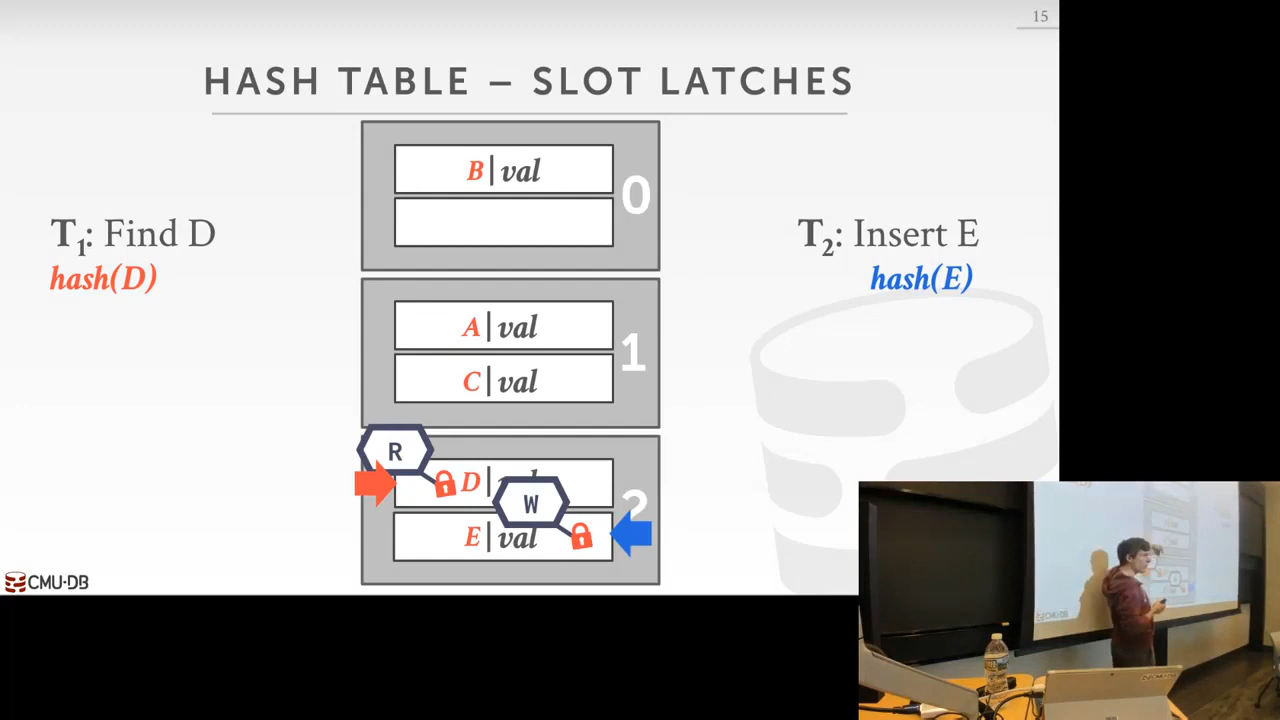 15
HASH TABLE – SLOT LATCHES
T1: Find D
hash(D)
T2: Insert E
hash(E)
B|val
0
A|val
C|val
1
R
D|
W
2
E|val
CMU·DB